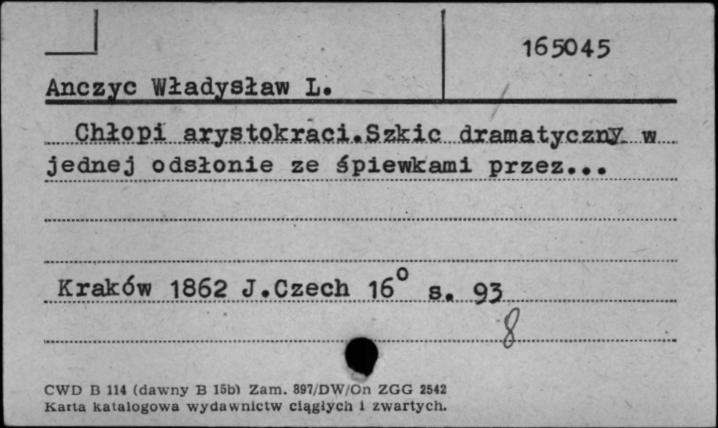 165045
Anczyc Władysław L.
Chłopi arystokraci.Szkic dramatyczny w
jednej odsłonie ze śpiewkami przez...
Kraków 1862 J.Czech 16° s. 93
8
CWD B 114 (dawny B 15b) Zam. 897/DW/On ZGG 2542
Karta katalogowa wydawnictw ciągłych i zwartych.